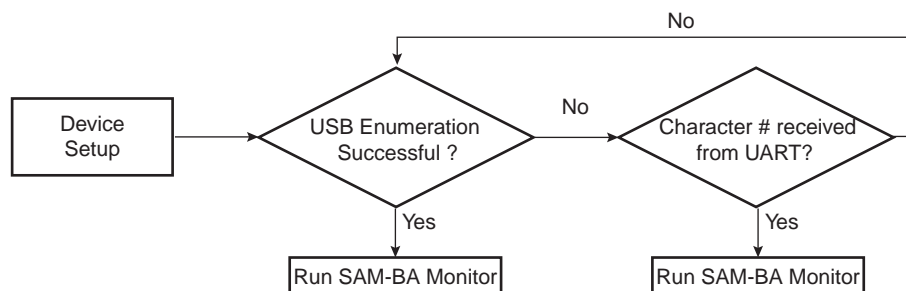 No
Device
Setup
USB Enumeration
Successful ?
No
Character # received
from UART?
Yes
Yes
Run SAM-BA Monitor
Run SAM-BA Monitor